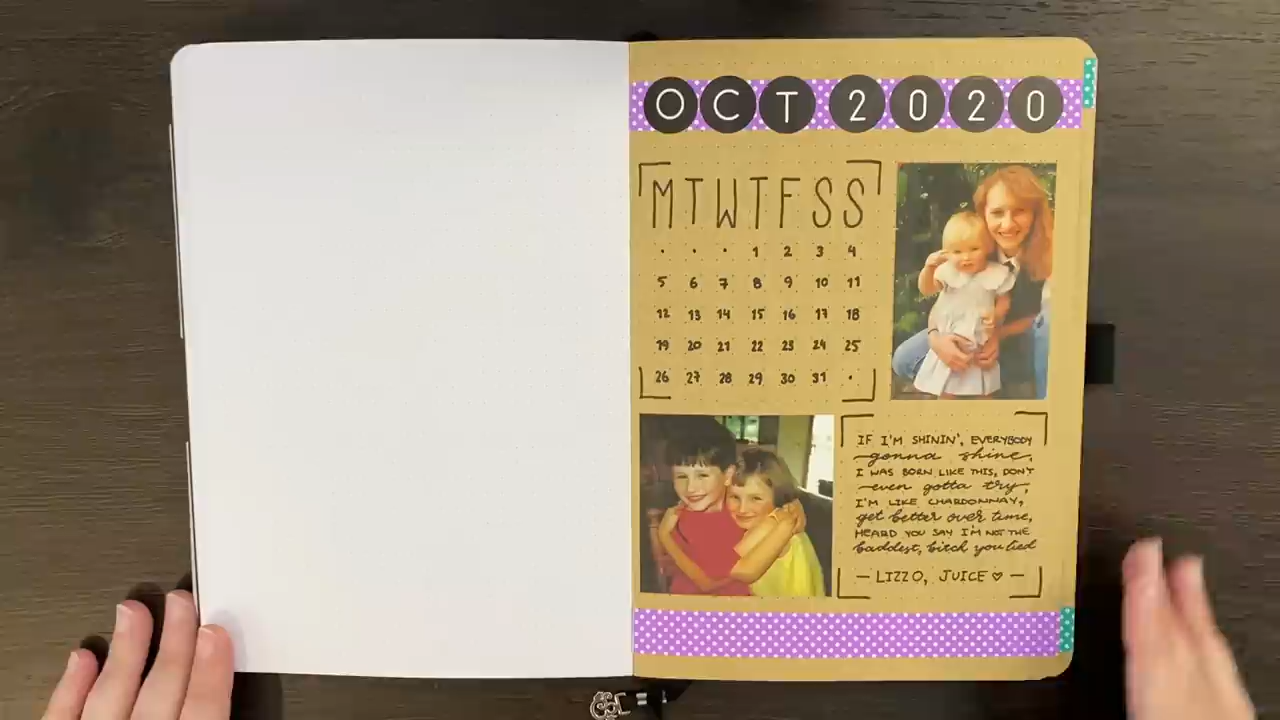 OCT 2020
M T W T F S S
· · · 1 2 3 4
5 6 7 8 9 10 11
12 13 14 15 16 17 18
19 20 21 22 23 24 25
26 27 28 29 30 31 ·
IF I'M SHININ', EVERYBODY
gonna shine,
I WAS BORN LIKE THIS, DON'T
even gotta try,
I'M LIKE CHARDONNAY,
get better over time,
HEARD YOU SAY I'M NOT THE
baddest, bitch you lied
— LIZZO, JUICE ♡ —